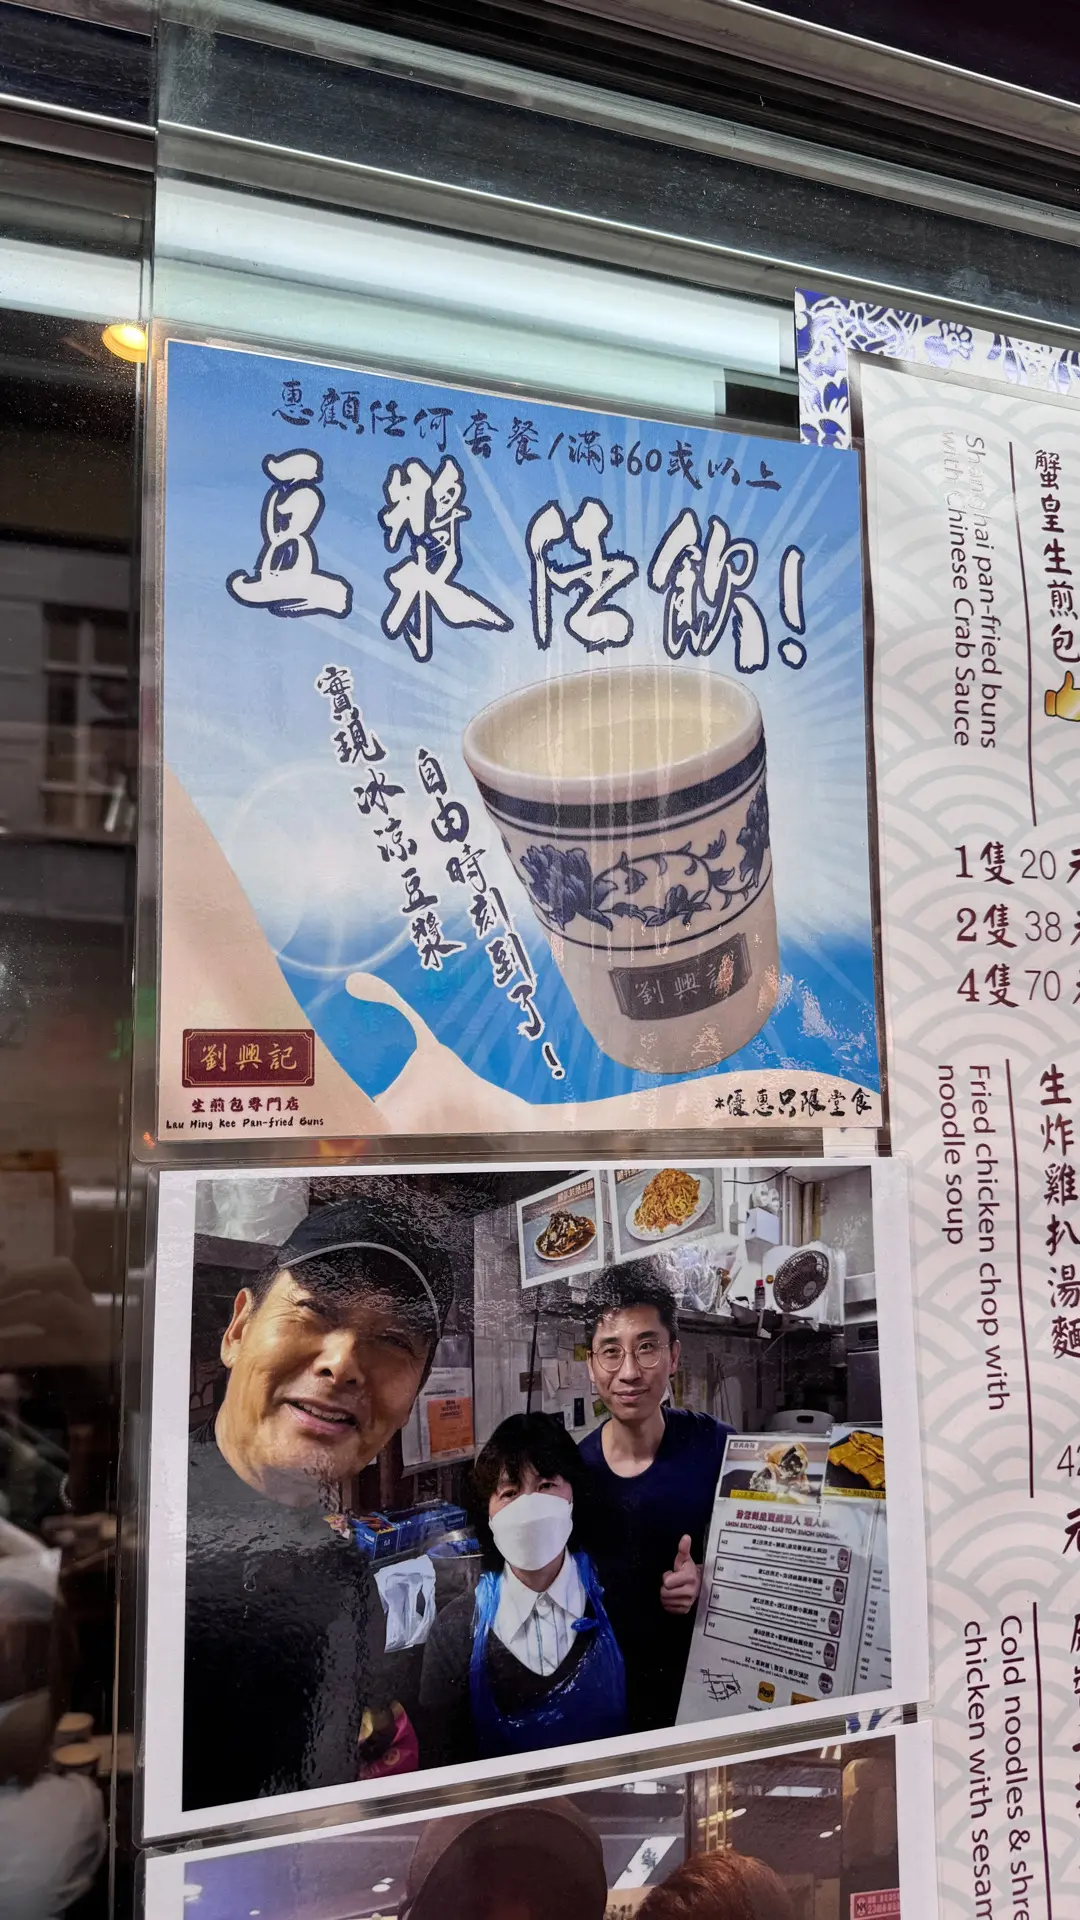 惠顧任何套餐/滿$60或以上
豆漿任飲!
實現冰涼豆漿
自由時刻到了!
劉興記
劉興記
生煎包專門店
Lau Hing Kee Pan-fried Buns
*優惠只限堂食
蟹皇生煎包
Shanghai pan-fried buns
with Chinese Crab Sauce
1隻 20
2隻 38
4隻 70
生炸雞扒湯麵
Fried chicken chop with
noodle soup
42
元
Cold noodles & shre
chicken with sesam